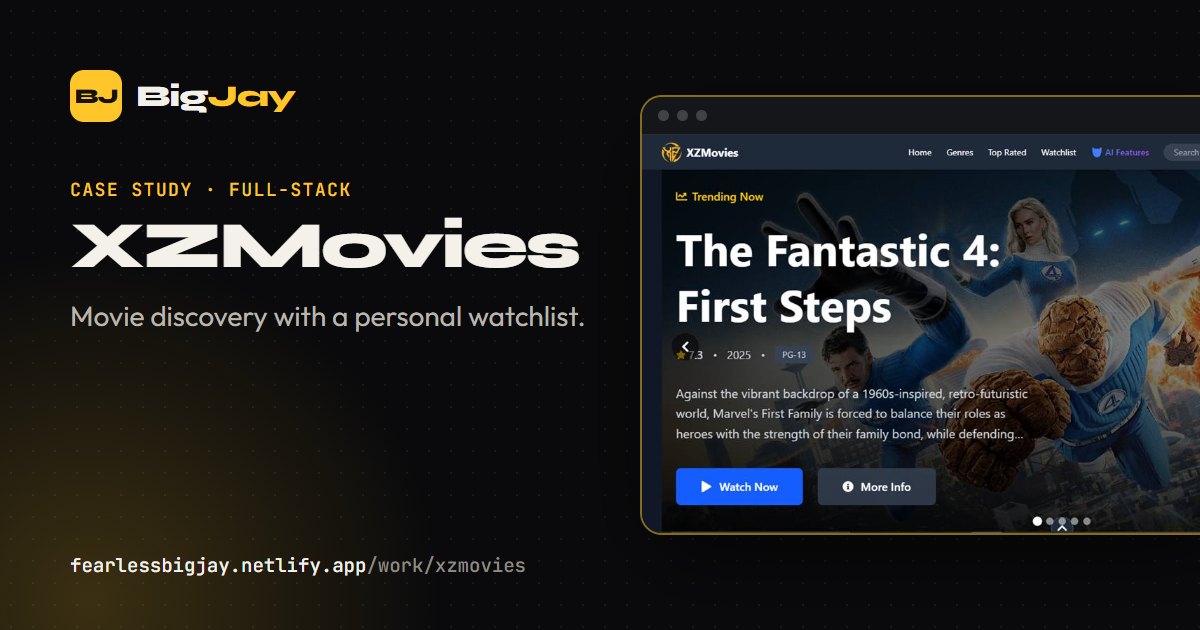 BJ BigJay
CASE STUDY · FULL-STACK
XZMovies
Movie discovery with a personal watchlist.
fearlessbigjay.netlify.app/work/xzmovies
XZMovies Home Genres Top Rated Watchlist AI Features Search
Trending Now
The Fantastic 4:
First Steps
7.3 • 2025 • PG-13
Against the vibrant backdrop of a 1960s-inspired, retro-futuristic
world, Marvel's First Family is forced to balance their roles as
heroes with the strength of their family bond, while defending...
Watch Now More Info